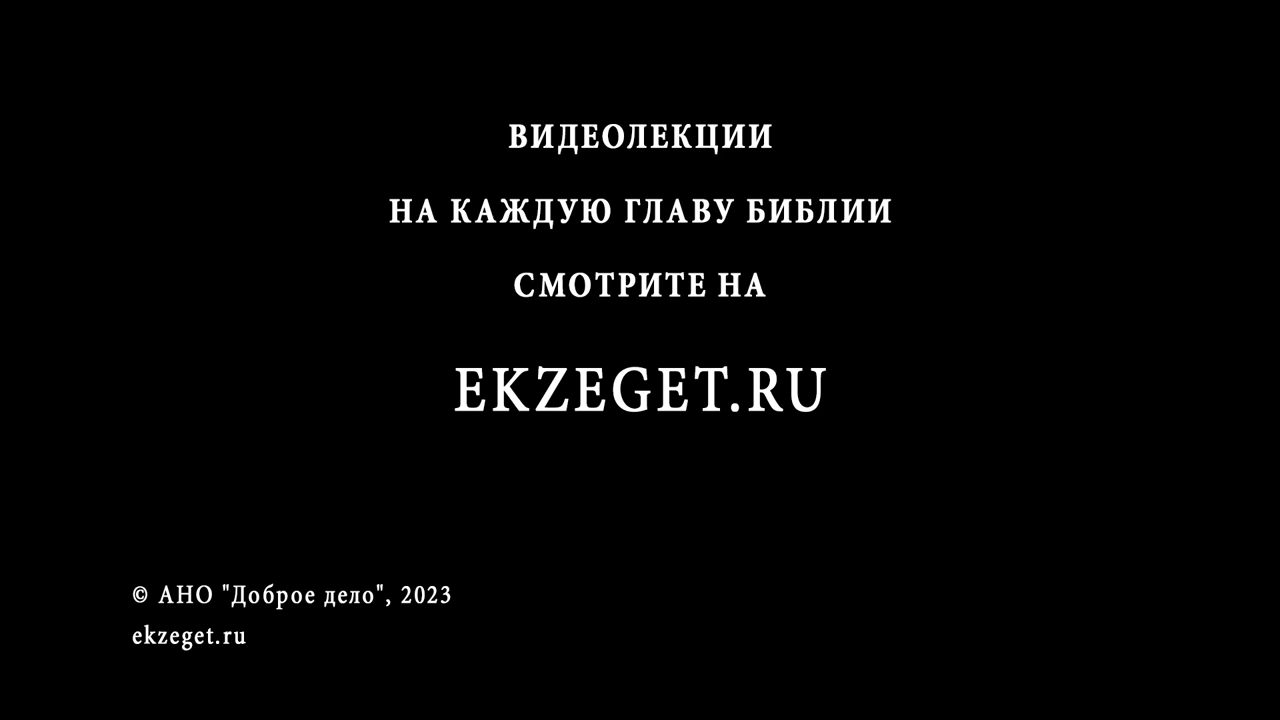 ВИДЕОЛЕКЦИИ
НА КАЖДУЮ ГЛАВУ БИБЛИИ
СМОТРИТЕ НА
EKZEGET.RU
© АНО "Доброе дело", 2023
ekzeget.ru